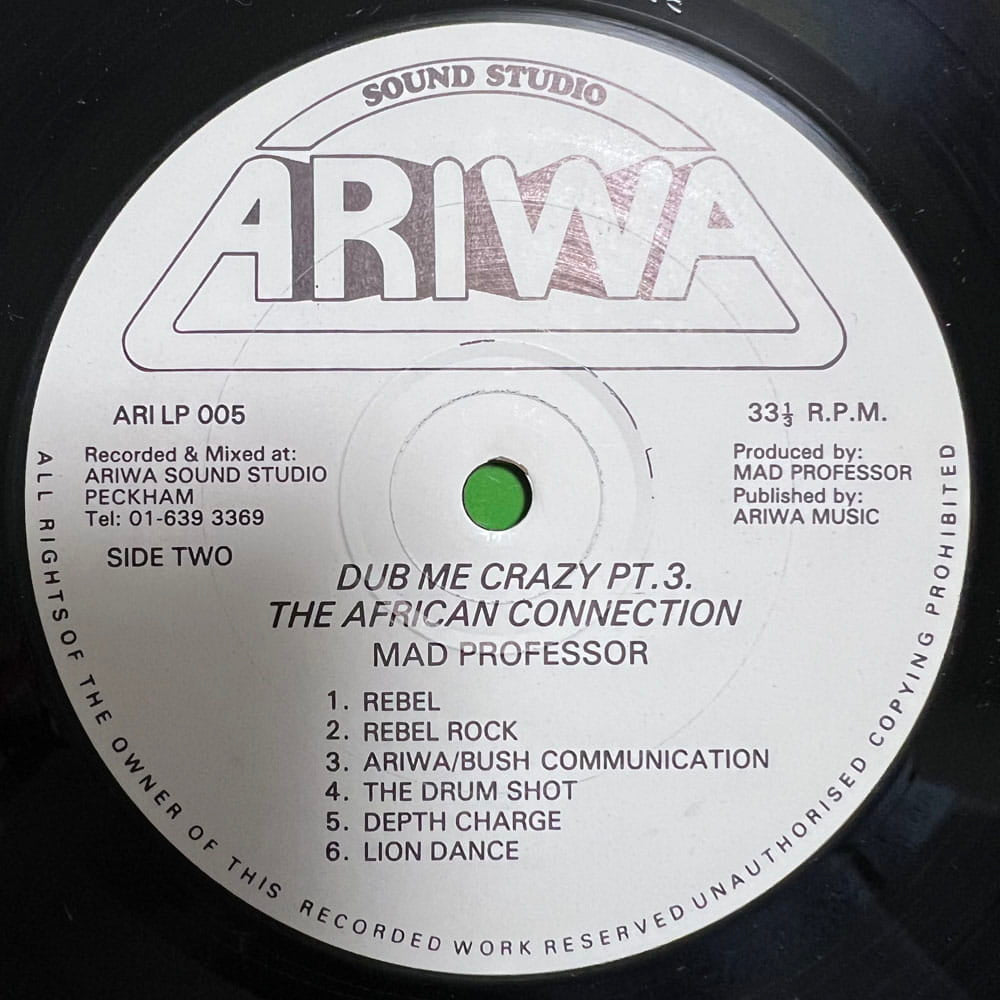 SOUND STUDIO
ARIWA
ARI LP 005
33⅓ R.P.M.
Recorded & Mixed at:
ARIWA SOUND STUDIO
PECKHAM
Tel: 01-639 3369
Produced by:
MAD PROFESSOR
Published by:
ARIWA MUSIC
SIDE TWO
DUB ME CRAZY PT.3.
THE AFRICAN CONNECTION
MAD PROFESSOR
1. REBEL
2. REBEL ROCK
3. ARIWA/BUSH COMMUNICATION
4. THE DRUM SHOT
5. DEPTH CHARGE
6. LION DANCE
ALL RIGHTS OF THE OWNER OF THIS RECORDED WORK RESERVED UNAUTHORISED COPYING PROHIBITED